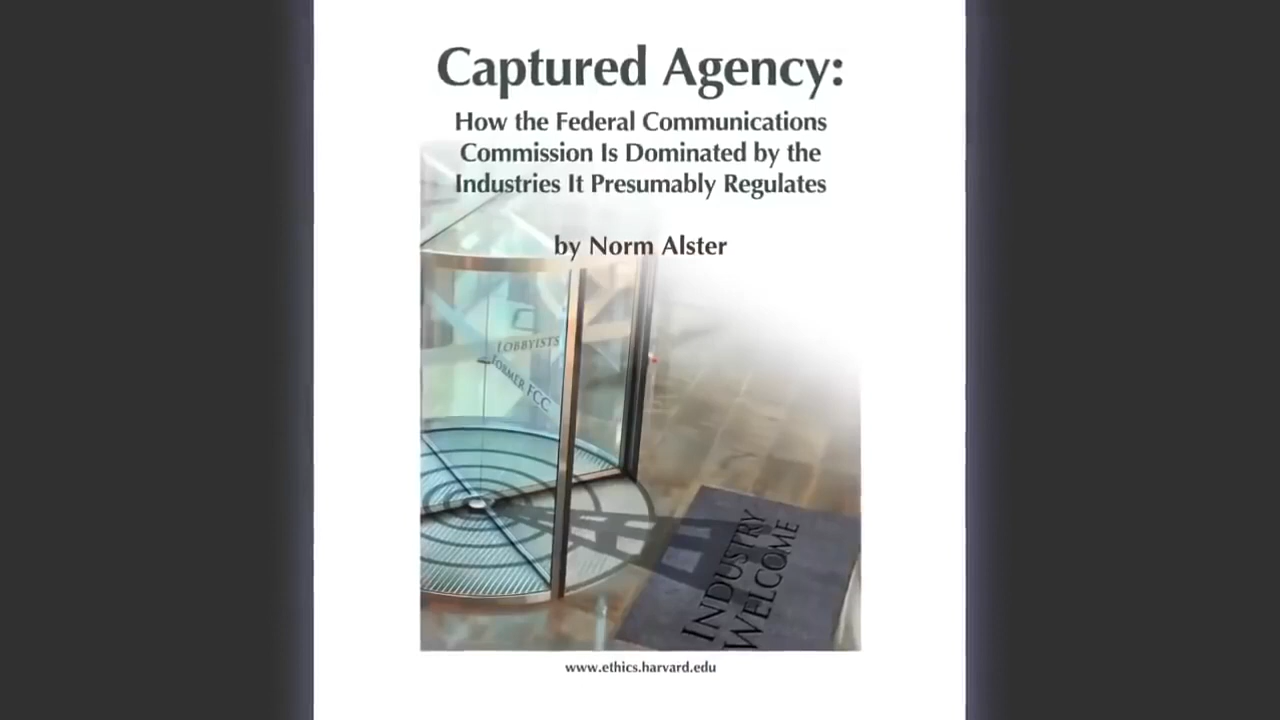 Captured Agency:
How the Federal Communications
Commission Is Dominated by the
Industries It Presumably Regulates
by Norm Alster
LOBBYISTS
FORMER FCC
INDUSTRY
WELCOME
www.ethics.harvard.edu